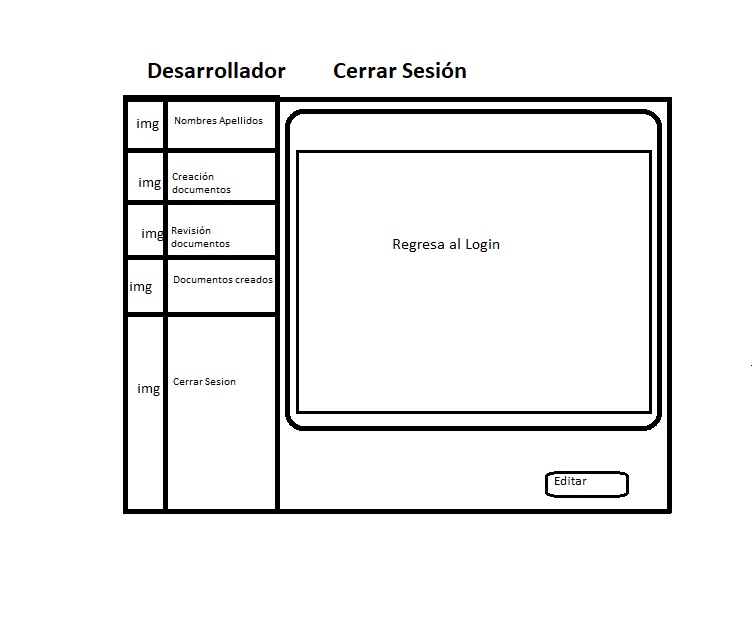 Desarrollador Cerrar Sesión
img Nombres Apellidos
img Creación
documentos
img Revisión
documentos
img Documentos creados
img Cerrar Sesion
Regresa al Login
Editar